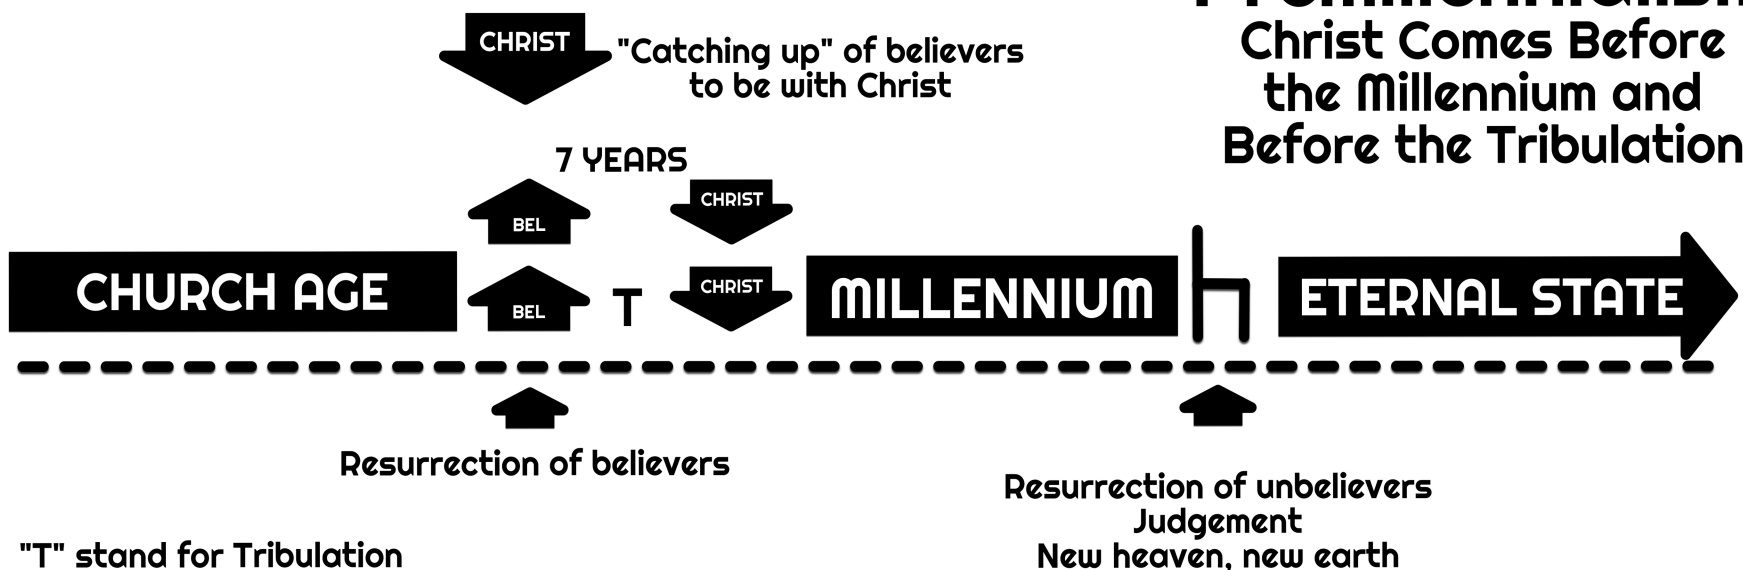 CHRIST
"Catching up" of believers
to be with Christ
Christ Comes Before
the Millennium and
Before the Tribulation
7 YEARS
BEL
CHRIST
CHURCH AGE
BEL
T
CHRIST
MILLENNIUM
ETERNAL STATE
Resurrection of believers
Resurrection of unbelievers
Judgement
New heaven, new earth
"T" stand for Tribulation